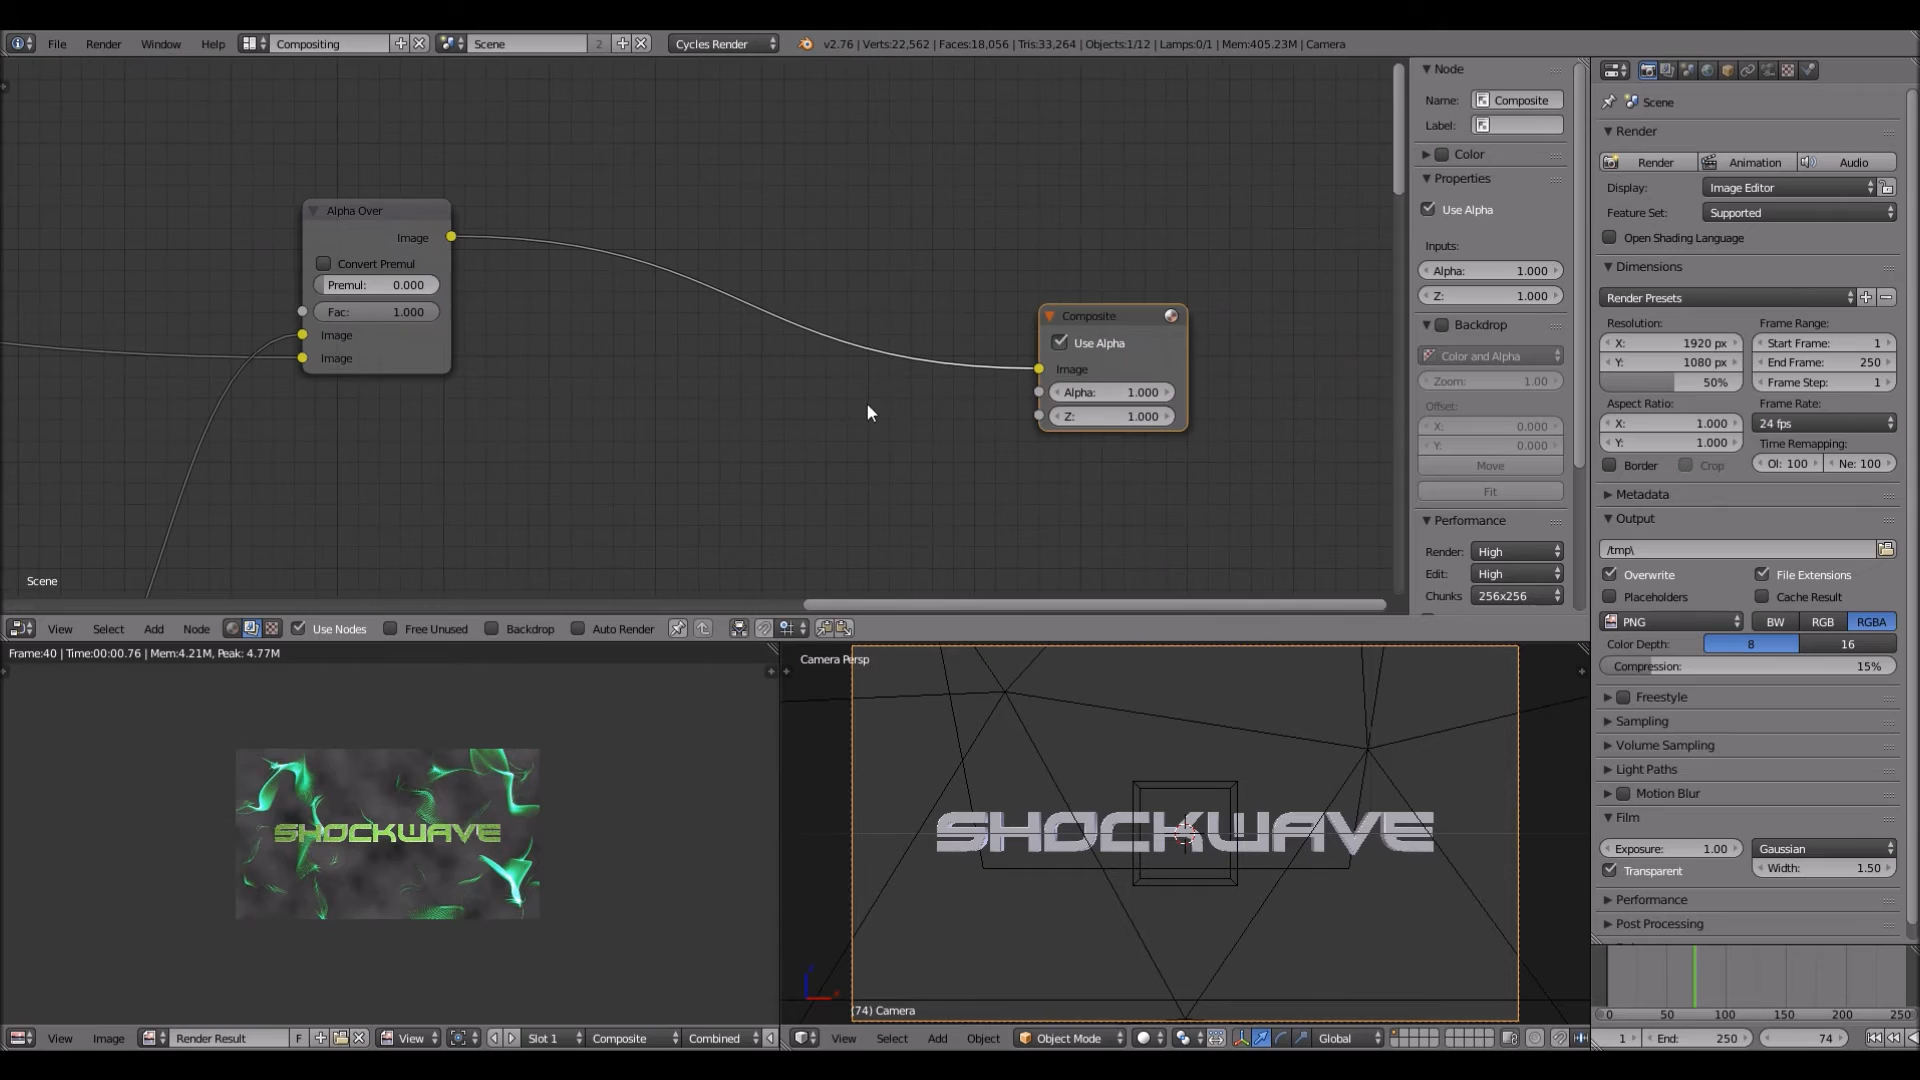 File Render Window Help Compositing Scene 2 Cycles Render v2.76 | Verts:22,562 | Faces:18,056 | Tris:33,264 | Objects:1/12 | Lamps:0/1 | Mem:405.23M | Camera
Alpha Over
Image
Convert Premul
Premul: 0.000
Fac: 1.000
Image
Image
Composite
Use Alpha
Image
Alpha: 1.000
Z: 1.000
Scene
Node
Name: Composite
Label:
Color
Properties
Use Alpha
Inputs:
Alpha: 1.000
Z: 1.000
Backdrop
Color and Alpha
Zoom: 1.00
Offset:
X: 0.000
Y: 0.000
Move
Fit
Performance
Render: High
Edit: High
Chunks 256x256
View Select Add Node Use Nodes Free Unused Backdrop Auto Render
Frame:40 | Time:00:00.76 | Mem:4.21M, Peak: 4.77M
SHOCKWAVE
View Image Render Result F View Slot 1 Composite Combined
Camera Persp
SHOCKWAVE
(74) Camera
View Select Add Object Object Mode Global
Scene
Render
Render Animation Audio
Display: Image Editor
Feature Set: Supported
Open Shading Language
Dimensions
Render Presets
Resolution: Frame Range:
X: 1920 px Start Frame: 1
Y: 1080 px End Frame: 250
50% Frame Step: 1
Aspect Ratio: Frame Rate:
X: 1.000 24 fps
Y: 1.000 Time Remapping:
Border Crop Ol: 100 Ne: 100
Metadata
Output
/tmp\
Overwrite File Extensions
Placeholders Cache Result
PNG BW RGB RGBA
Color Depth: 8 16
Compression: 15%
Freestyle
Sampling
Volume Sampling
Light Paths
Motion Blur
Film
Exposure: 1.00 Gaussian
Transparent Width: 1.50
Performance
Post Processing
0 50 100 150 200 250
1 End: 250 74